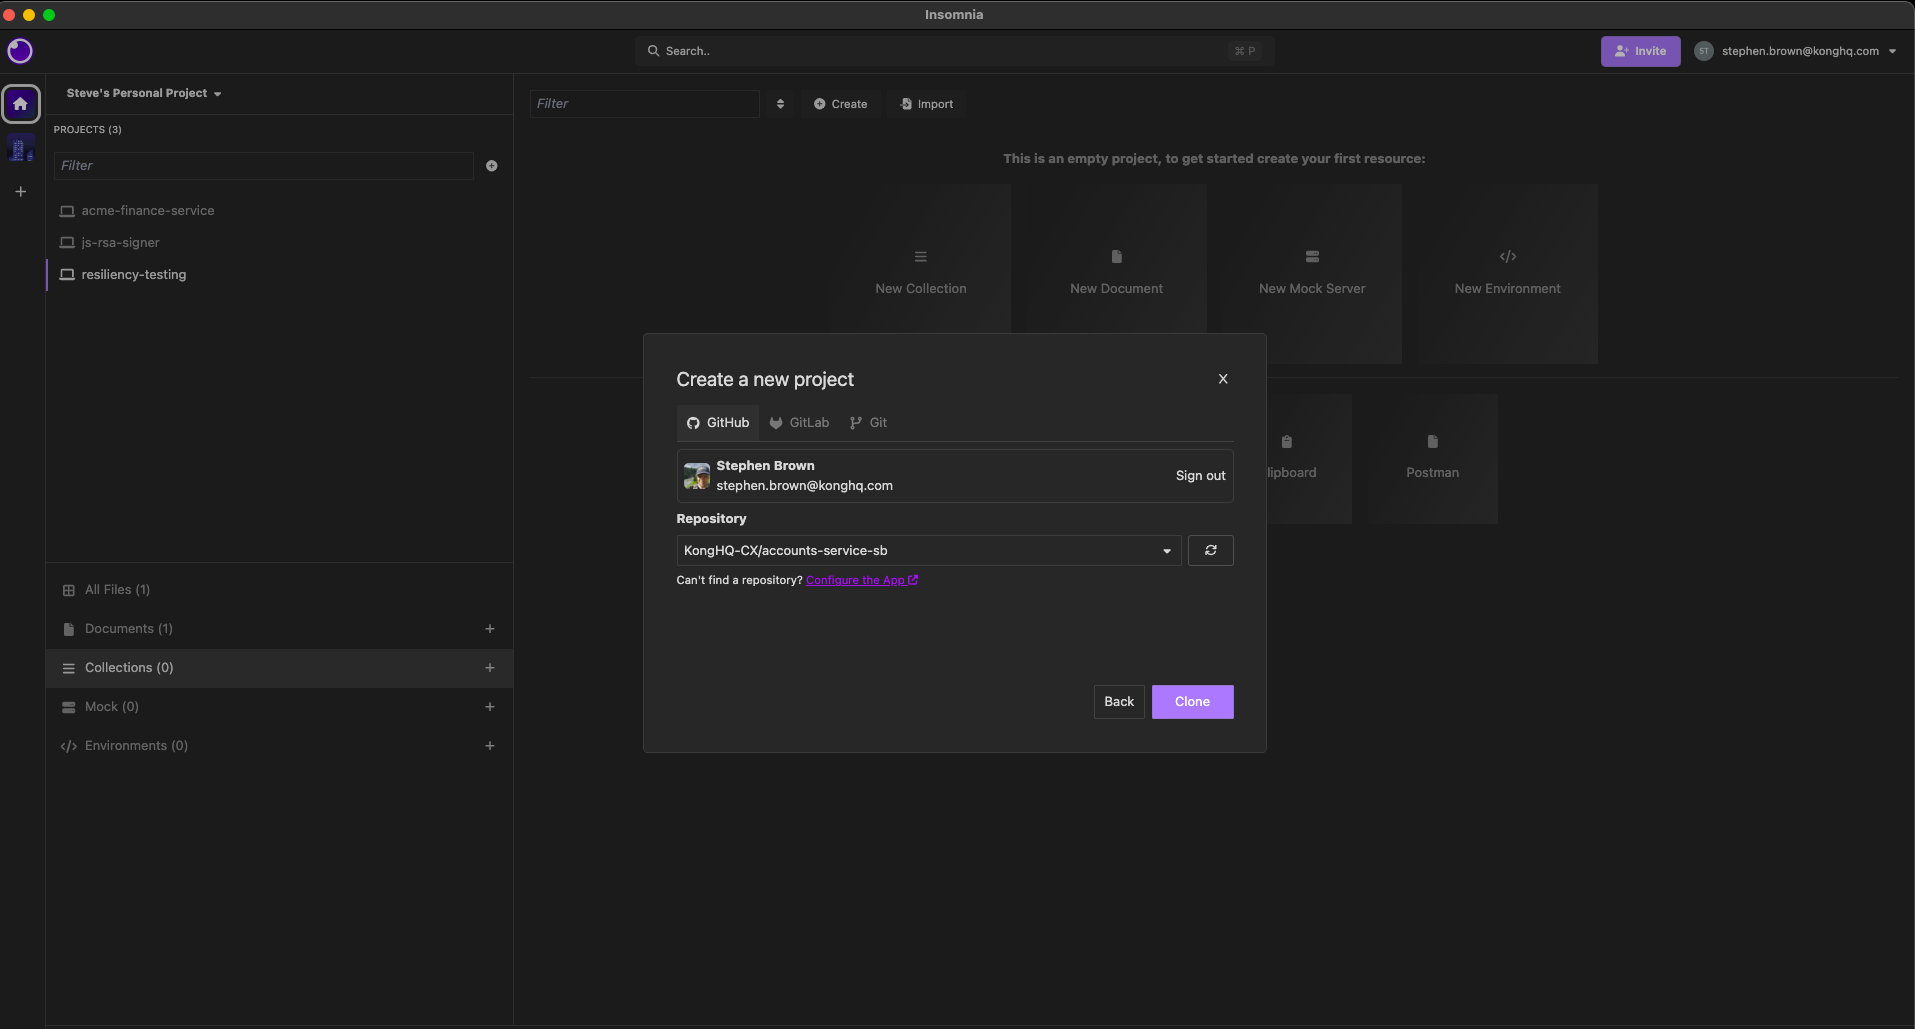 Insomnia
Search..
⌘ P
Invite
ST
stephen.brown@konghq.com
Steve's Personal Project
PROJECTS (3)
Filter
acme-finance-service
js-rsa-signer
resiliency-testing
All Files (1)
Documents (1)
Collections (0)
Mock (0)
Environments (0)
Filter
Create
Import
This is an empty project, to get started create your first resource:
New Collection
New Document
New Mock Server
New Environment
lipboard
Postman
Create a new project
GitHub
GitLab
Git
Stephen Brown
stephen.brown@konghq.com
Sign out
Repository
KongHQ-CX/accounts-service-sb
Can't find a repository? Configure the App
Back
Clone